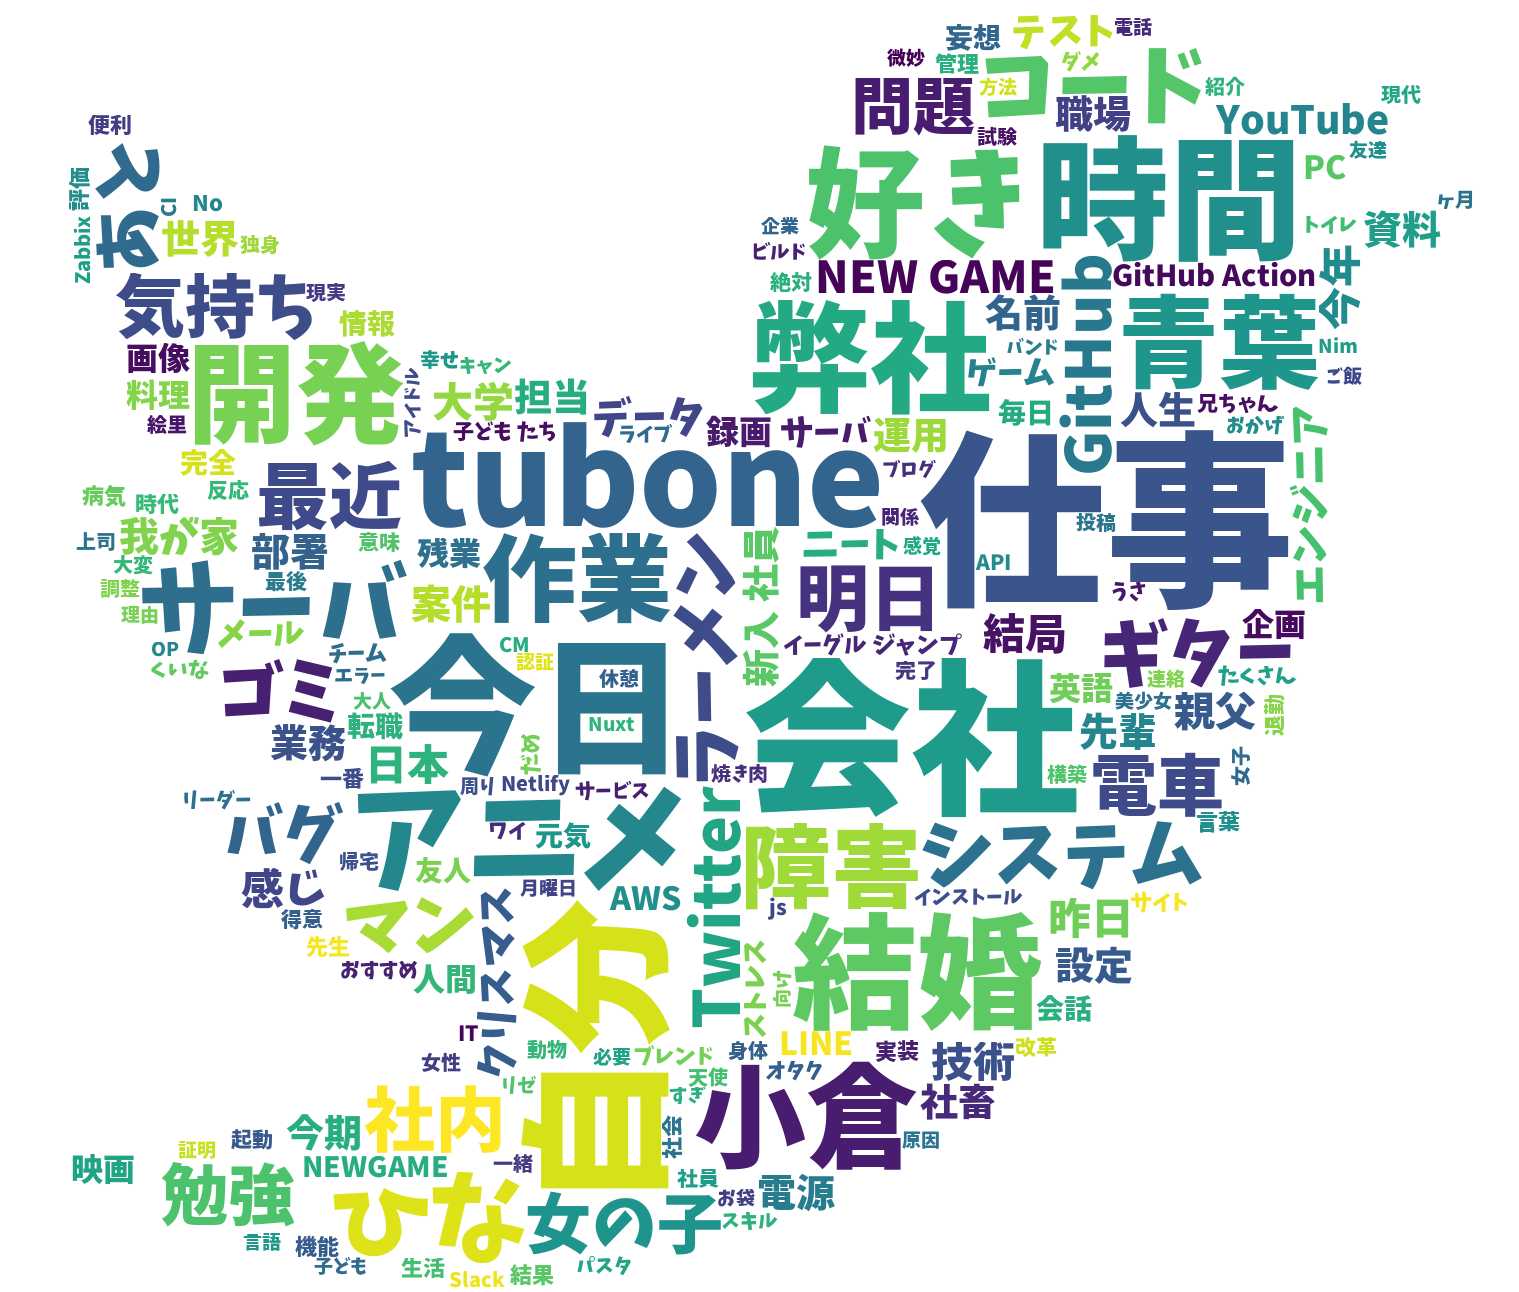 妄想
テスト
電話
微妙
管理
コード
ダメ
方法
問題
職場
紹介
現代
試験
YouTube
便利
友達
PC
好き
時間
スず
評価
CI
No
ケ月
Zabbix
世界
独身
企業
トイレ
資料
ビルド
絶対
NEW GAME
GitHub Action
今年
気持ち
現実
情報
名前
GitHub
青葉
弊社
バンド
Nim
画像
開発
幸せ
キャン
ゲーム
ご飯
料理
アイドル
大学
担当
データ
毎日
人生
兄ちゃん
絵里
子ども
たち
ライブ
録画
サーバ
運用
おかげ
エンジニア
tubone
仕事
完全
最近
ブログ
病気
時代
反応
関係
投稿
我が家
上司
部署
意味
残業
作業
ラーメン
新入
社員
ニート
感覚
API
大変
最後
明日
うさ
調整
サーバ
案件
理由
メール
イーグル
ジャンプ
結局
ギター
企画
OP
くいな
チーム
エラー
今日
CM
認証
休憩
完了
会社
連絡
たくさん
ゴミ
大人
転職
英語
美少女
親父
退勤
業務
Nuxt
先輩
日本
だめ
一番
周り
Netlify
サービス
焼き肉
構築
電車
女子
リーダー
アニメ
Twitter
言葉
バグ
ワイ
元気
障害
システム
帰宅
友人
感じ
月曜日
AWS
js
インストール
得意
マン
クリスマス
自分
結婚
昨日
サイト
先生
おすすめ
人間
ストレス
向け
設定
会話
IT
女性
動物
必要
ブレンド
身体
LINE
実装
技術
改革
リゼ
天使
オタク
すぎ
小倉
社畜
社内
今期
社会
原因
証明
起動
映画
NEWGAME
一緒
勉強
ひな
社員
お袋
電源
女の子
スキル
言語
機能
子ども
生活
Slack
結果
パスタ